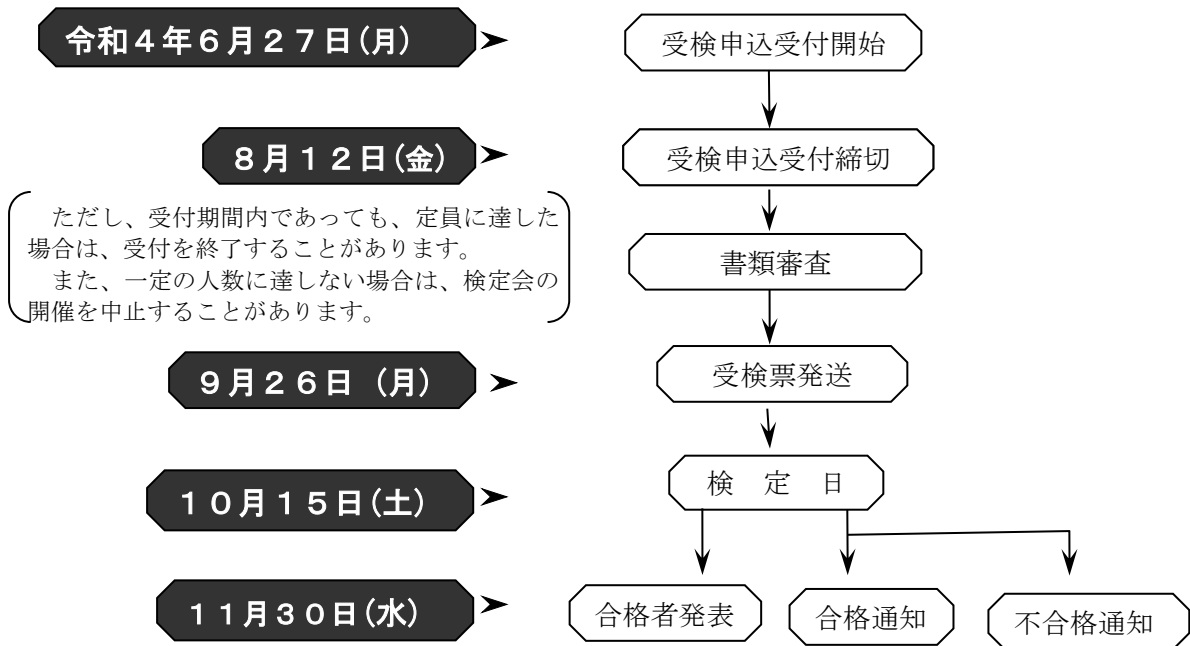 令和４年６月２７日(月)
受検申込受付開始
８月１２日(金)
受検申込受付締切
ただし、受付期間内であっても、定員に達した
場合は、受付を終了することがあります。
また、一定の人数に達しない場合は、検定会の
開催を中止することがあります。
書類審査
９月２６日 (月)
受検票発送
１０月１５日(土)
検　定　日
１１月３０日(水)
合格者発表
合格通知
不合格通知